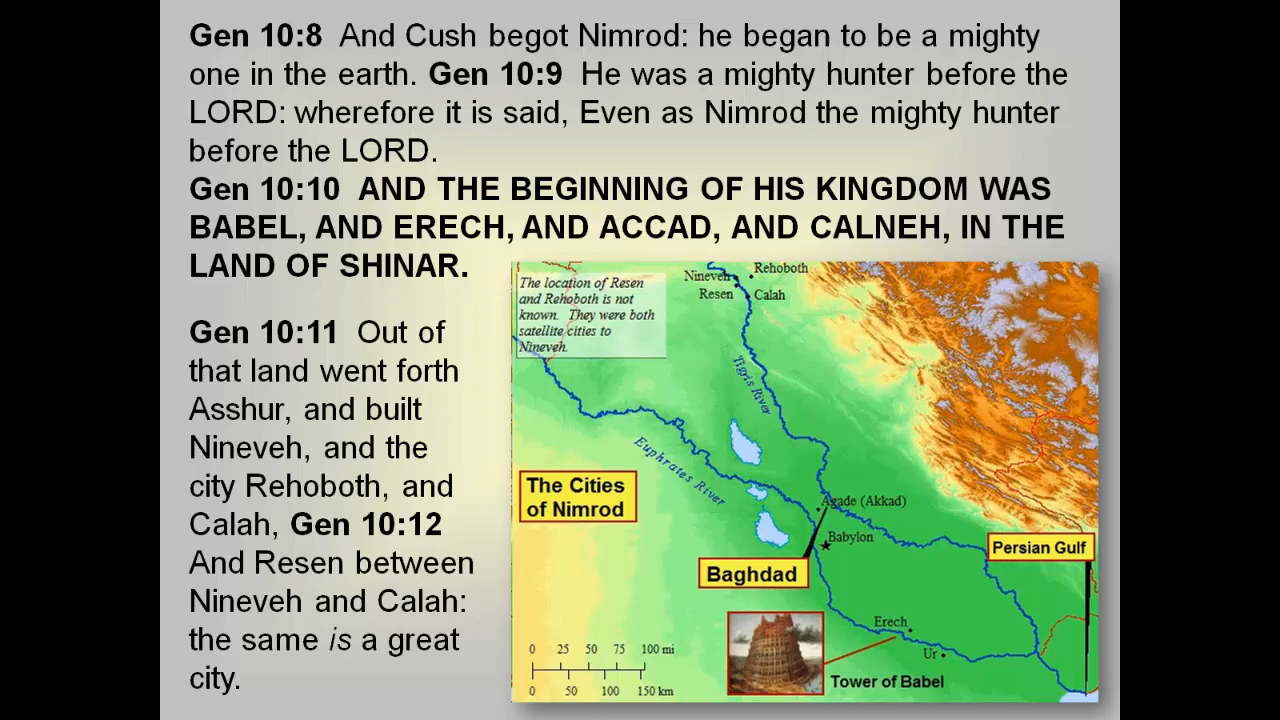 Gen 10:8 And Cush begot Nimrod: he began to be a mighty
one in the earth. Gen 10:9 He was a mighty hunter before the
LORD: wherefore it is said, Even as Nimrod the mighty hunter
before the LORD.
Gen 10:10 AND THE BEGINNING OF HIS KINGDOM WAS
BABEL, AND ERECH, AND ACCAD, AND CALNEH, IN THE
LAND OF SHINAR.
Gen 10:11 Out of
that land went forth
Asshur, and built
Nineveh, and the
city Rehoboth, and
Calah, Gen 10:12
And Resen between
Nineveh and Calah:
the same is a great
city.
The location of Resen
and Rehoboth is not
known. They were both
satellite cities to
Nineveh.
Nineveh
Rehoboth
Resen
Calah
Tigris River
Euphrates River
The Cities
of Nimrod
Agade (Akkad)
Babylon
Baghdad
Persian Gulf
Erech
Ur
Tower of Babel
0 25 50 75 100 mi
0 50 100 150 km